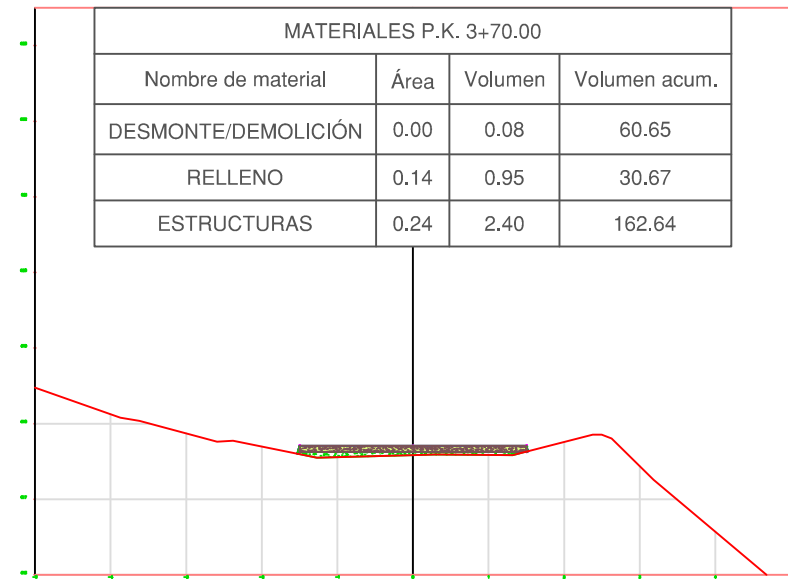 MATERIALES P.K. 3+70.00
Nombre de material Área Volumen Volumen acum.
DESMONTE/DEMOLICIÓN 0.00 0.08 60.65
RELLENO 0.14 0.95 30.67
ESTRUCTURAS 0.24 2.40 162.64